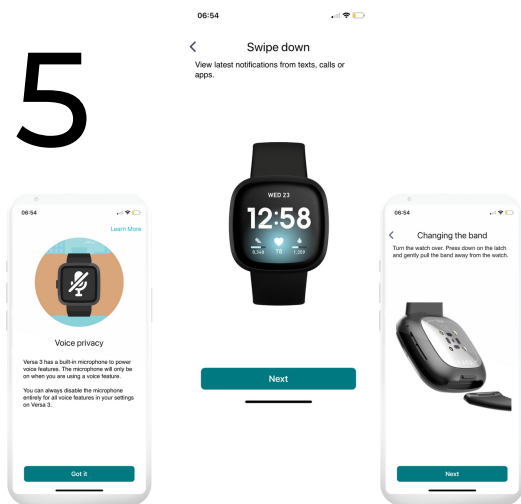 5
06:54
Swipe down
View latest notifications from texts, calls or
apps.
WED 23
12:58
Next
06:54
Learn More
Voice privacy
Versa 3 has a built-in microphone to power
voice features. The microphone will only be
on when you are using a voice feature.
You can always disable the microphone
entirely for all voice features in your settings
on Versa 3.
Got it
06:54
Changing the band
Turn the watch over. Press down on the latch
and gently pull the band away from the watch.
Next